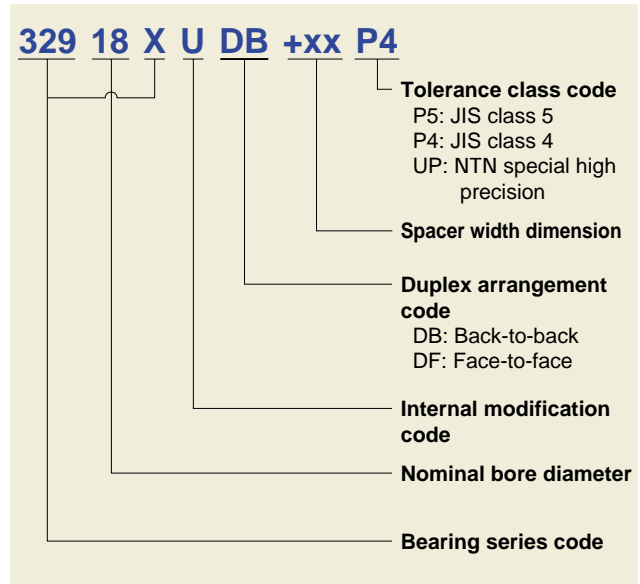 329 18 X U DB +xx P4
Tolerance class code
P5: JIS class 5
P4: JIS class 4
UP: NTN special high
precision
Spacer width dimension
Duplex arrangement
code
DB: Back-to-back
DF: Face-to-face
Internal modification
code
Nominal bore diameter
Bearing series code